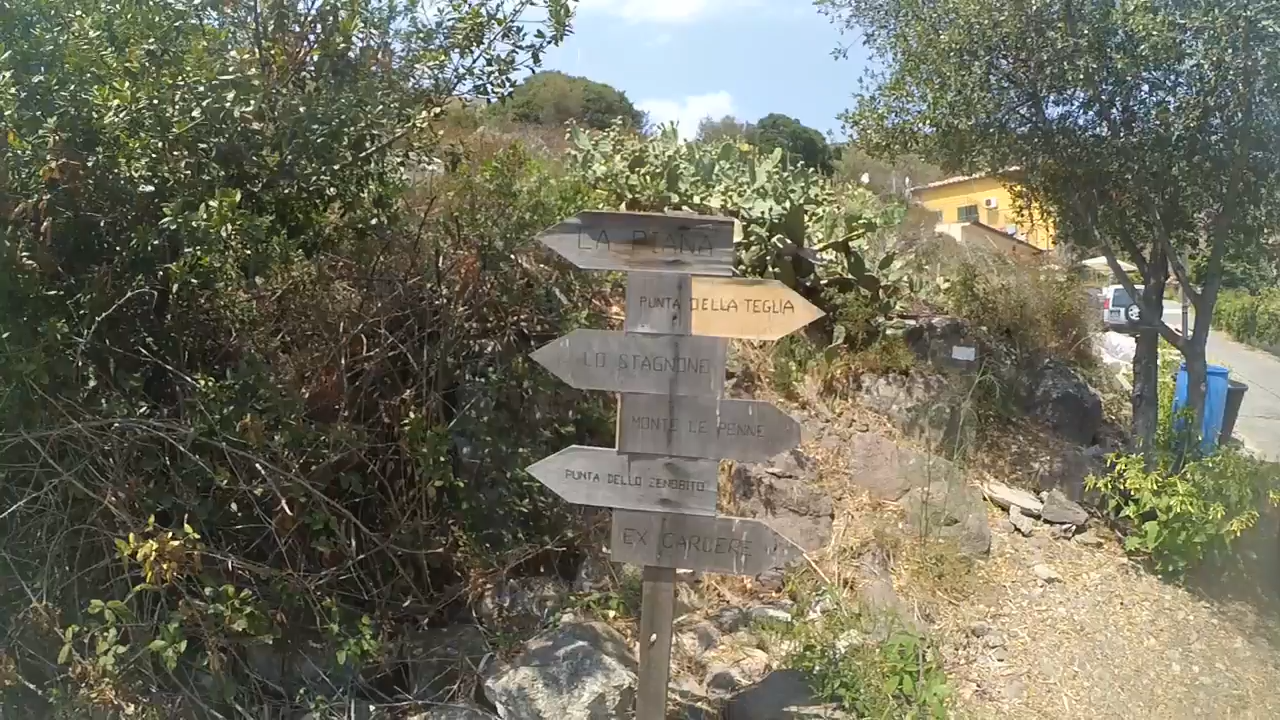 LA PIANA
PUNTA DELLA TEGLIA
LO STAGNONE
MONTE LE PENNE
PUNTA DELLO ZENOBITO
EX CARCERE